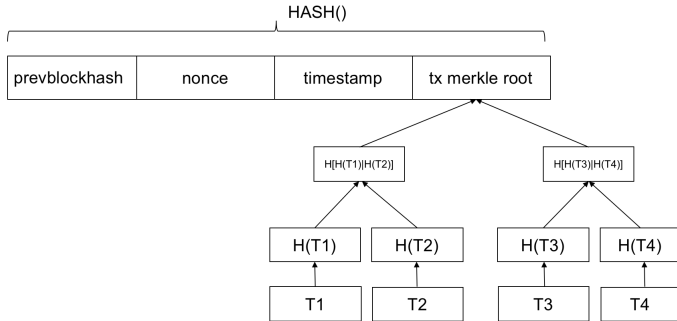 HASH()
prevblockhash nonce timestamp tx merkle root
H[H(T1)|H(T2)] H[H(T3)|H(T4)]
H(T1) H(T2) H(T3) H(T4)
T1 T2 T3 T4